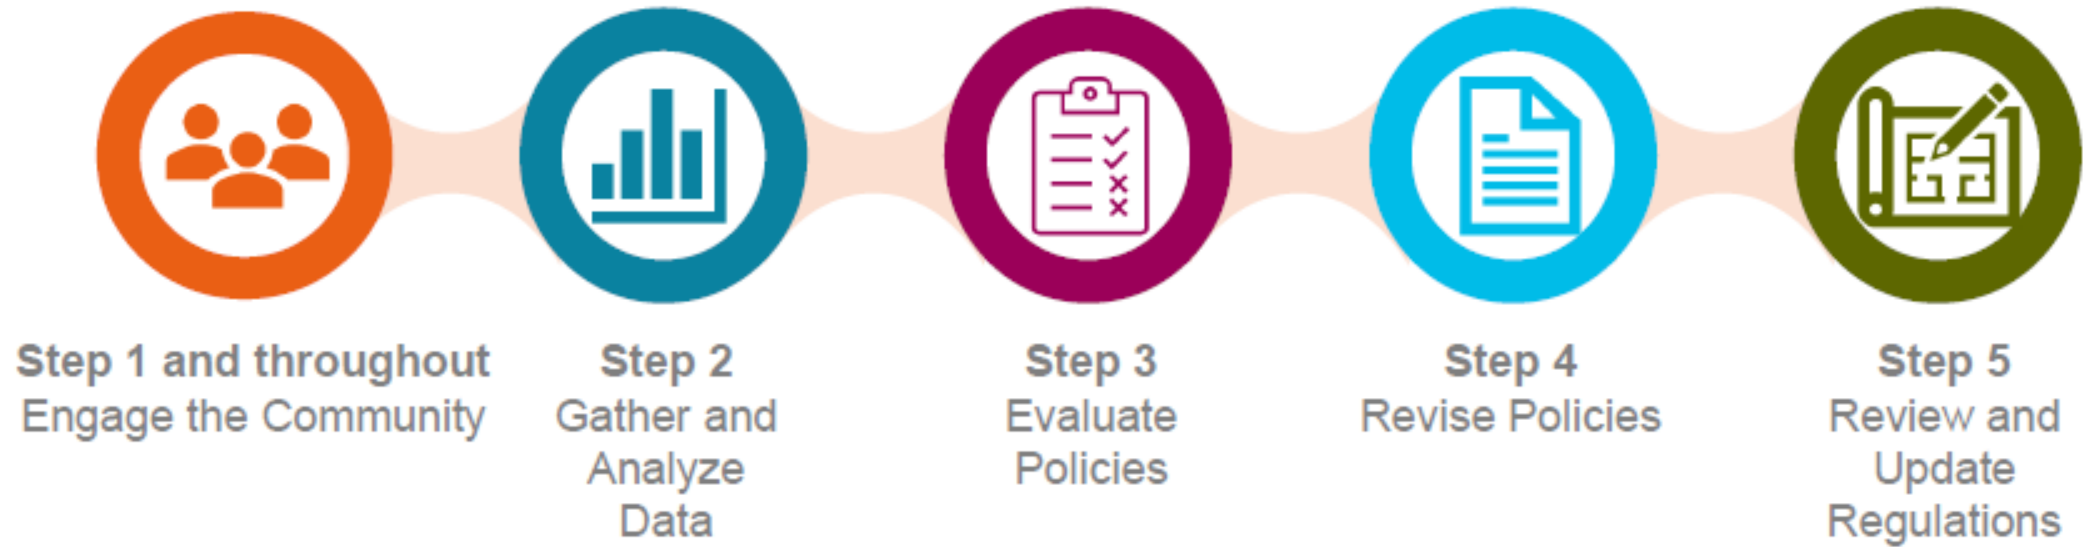 Step 1 and throughout
Engage the Community
Step 2
Gather and
Analyze
Data
Step 3
Evaluate
Policies
Step 4
Revise Policies
Step 5
Review and
Update
Regulations